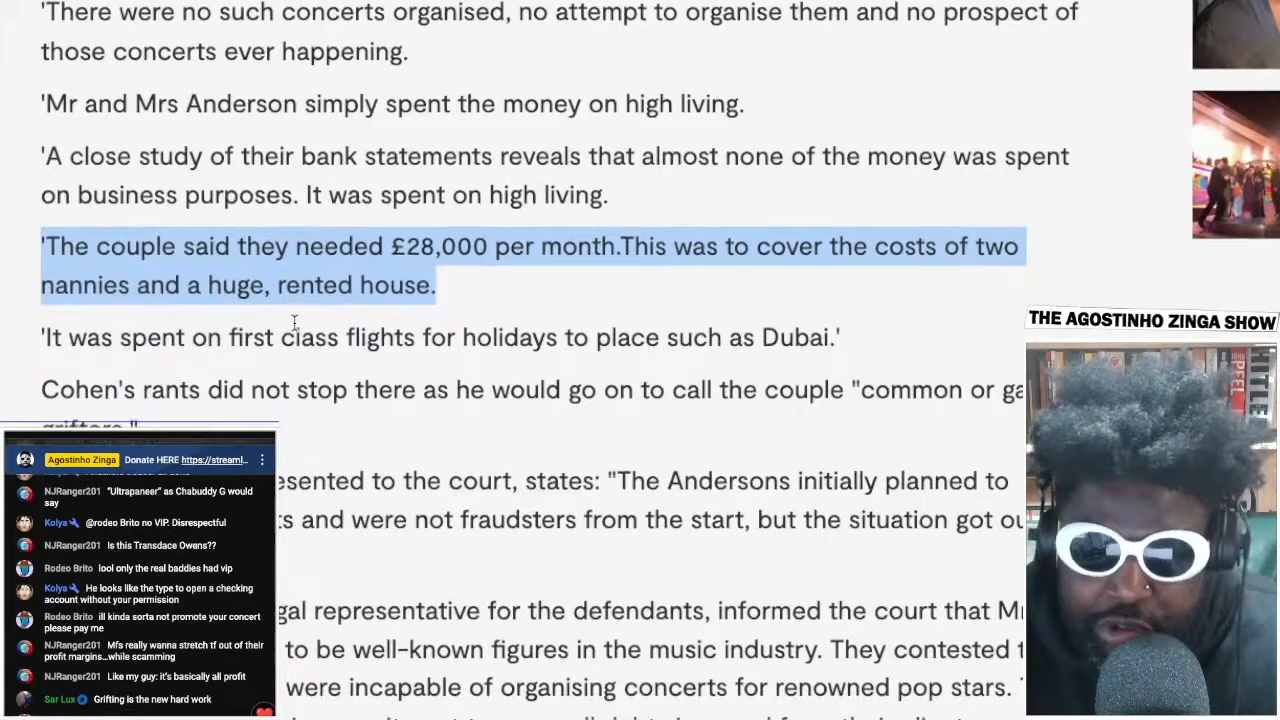 'There were no such concerts organised, no attempt to organise them and no prospect of
those concerts ever happening.
'Mr and Mrs Anderson simply spent the money on high living.
'A close study of their bank statements reveals that almost none of the money was spent
on business purposes. It was spent on high living.
'The couple said they needed £28,000 per month.This was to cover the costs of two
nannies and a huge, rented house.
'It was spent on first class flights for holidays to place such as Dubai.'
Cohen's rants did not stop there as he would go on to call the couple "common or ga
esented to the court, states: "The Andersons initially planned to
ts and were not fraudsters from the start, but the situation got ou
gal representative for the defendants, informed the court that Mr
to be well-known figures in the music industry. They contested t
were incapable of organising concerts for renowned pop stars.
THE AGOSTINHO ZINGA SHOW
Agostinho Zinga Donate HERE https://streaml...
NJRanger201 "Ultrapaneer" as Chabuddy G would
say
Kolya @rodeo Brito no VIP. Disrespectful
NJRanger201 Is this Transdace Owens??
Rodeo Brito lool only the real baddies had vip
Kolya He looks like the type to open a checking
account without your permission
Rodeo Brito ill kinda sorta not promote your concert
please pay me
NJRanger201 Mfs really wanna stretch tf out of their
profit margins...while scamming
NJRanger201 Like my guy: it's basically all profit
Sar Lux Grifting is the new hard work
PEEL